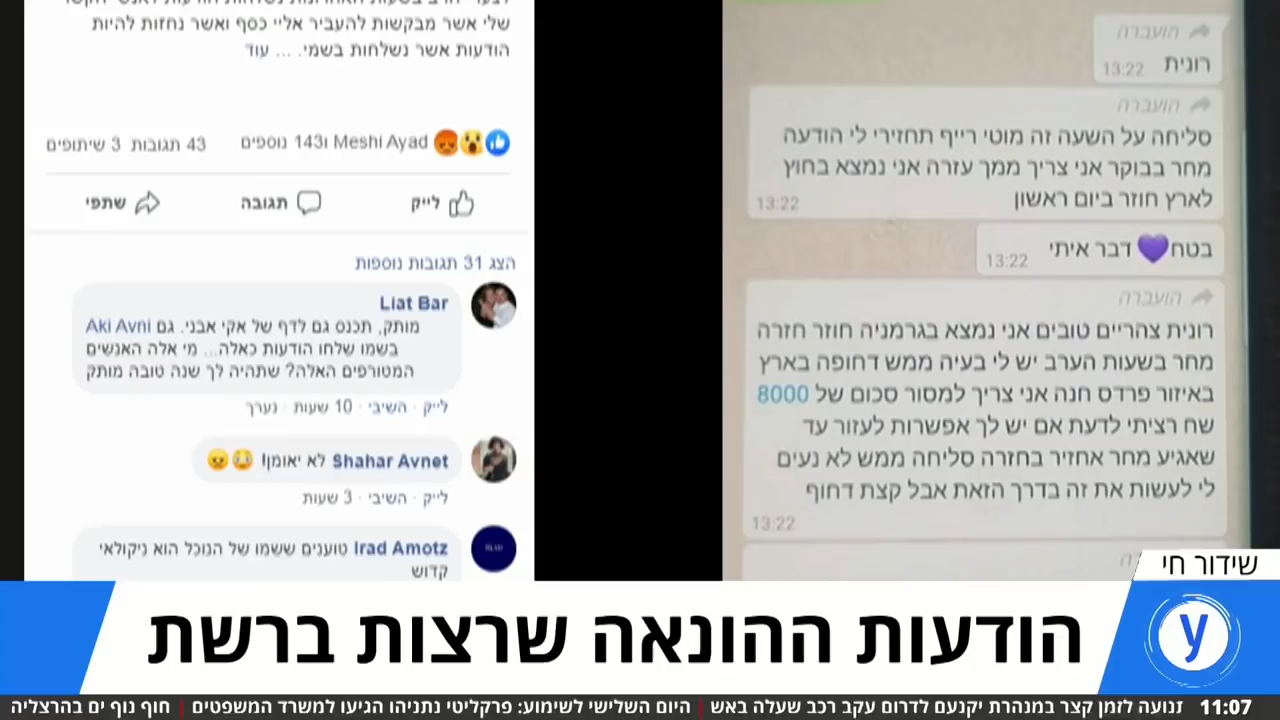 שלי אשר מבקשות להעביר אליי כסף ואשר נחזות להיות
הודעות אשר נשלחות בשמי. ... עוד
Meshi Ayad ו143 נוספים
43 תגובות 3 שיתופים
לייק
תגובה
שתפי
הצג 31 תגובות נוספות
Liat Bar
מותק, תכנס גם לדף של אקי אבני. גם Aki Avni
בשמו שלחו הודעות כאלה... מי אלה האנשים
המטורפים האלה? שתהיה לך שנה טובה מותק
לייק · השיבי · 10 שעות · נערך
Shahar Avnet לא יאומן! 😳😠
לייק · השיבי · 3 שעות
Irad Amotz טוענים ששמו של הנוכל הוא ניקולאי
קדוש
הועברה
רונית
13:22
הועברה
סליחה על השעה זה מוטי רייף תחזירי לי הודעה
מחר בבוקר אני צריך ממך עזרה אני נמצא בחוץ
לארץ חוזר ביום ראשון
13:22
בטח💜 דבר איתי
13:22
הועברה
רונית צהריים טובים אני נמצא בגרמניה חוזר חזרה
מחר בשעות הערב יש לי בעיה ממש דחופה בארץ
באיזור פרדס חנה אני צריך למסור סכום של 8000
שח רציתי לדעת אם יש לך אפשרות לעזור עד
שאגיע מחר אחזיר בחזרה סליחה ממש לא נעים
לי לעשות את זה בדרך הזאת אבל קצת דחוף
13:22
שידור חי
y
הודעות ההונאה שרצות ברשת
11:07 זנועה לזמן קצר במנהרת יקנעם לדרום עקב רכב שעלה באש | היום השלישי לשימוע: פרקליטי נתניהו הגיעו למשרד המשפטים | חוף נוף ים בהרצליה